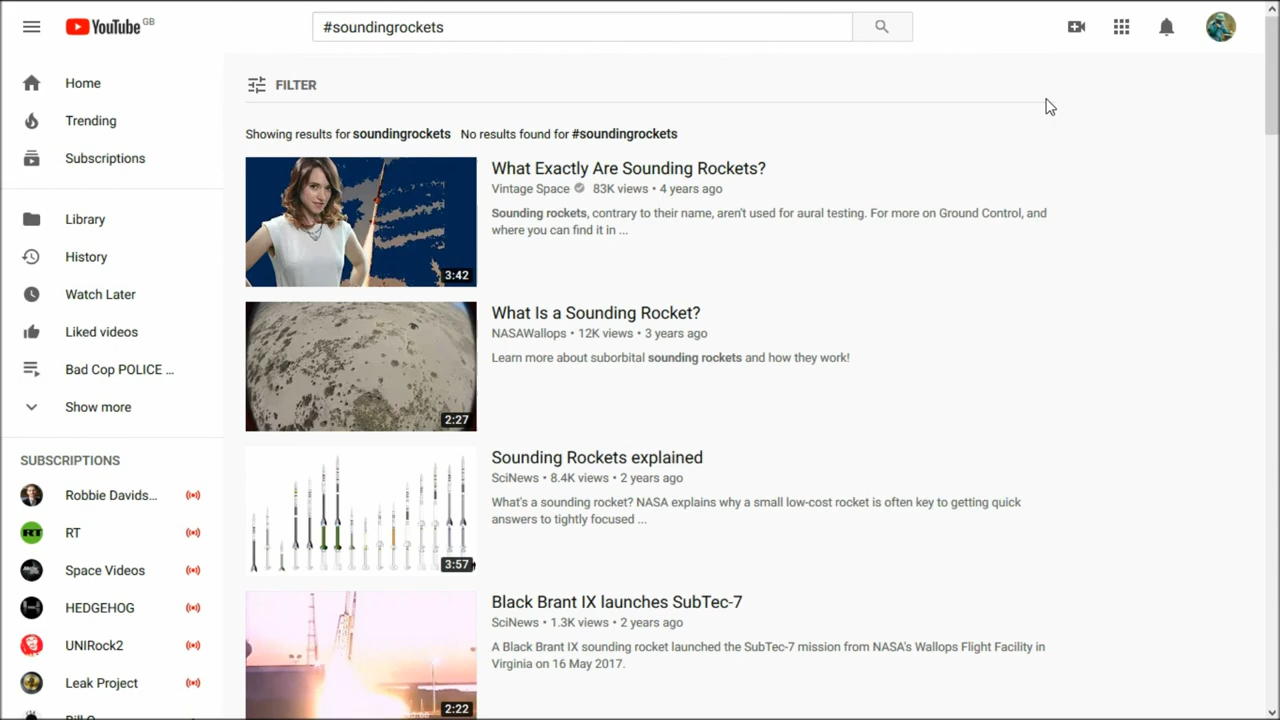 YouTube GB
#soundingrockets
Home
Trending
Subscriptions
Library
History
Watch Later
Liked videos
Bad Cop POLICE ...
Show more
SUBSCRIPTIONS
Robbie Davids...
RT
RT
Space Videos
HEDGEHOG
UNIRock2
Leak Project
FILTER
Showing results for soundingrockets No results found for #soundingrockets
What Exactly Are Sounding Rockets?
Vintage Space 83K views • 4 years ago
Sounding rockets, contrary to their name, aren't used for aural testing. For more on Ground Control, and
where you can find it in ...
3:42
What Is a Sounding Rocket?
NASAWallops • 12K views • 3 years ago
Learn more about suborbital sounding rockets and how they work!
2:27
Sounding Rockets explained
SciNews • 8.4K views • 2 years ago
What's a sounding rocket? NASA explains why a small low-cost rocket is often key to getting quick
answers to tightly focused ...
3:57
Black Brant IX launches SubTec-7
SciNews • 1.3K views • 2 years ago
A Black Brant IX sounding rocket launched the SubTec-7 mission from NASA's Wallops Flight Facility in
Virginia on 16 May 2017.
2:22